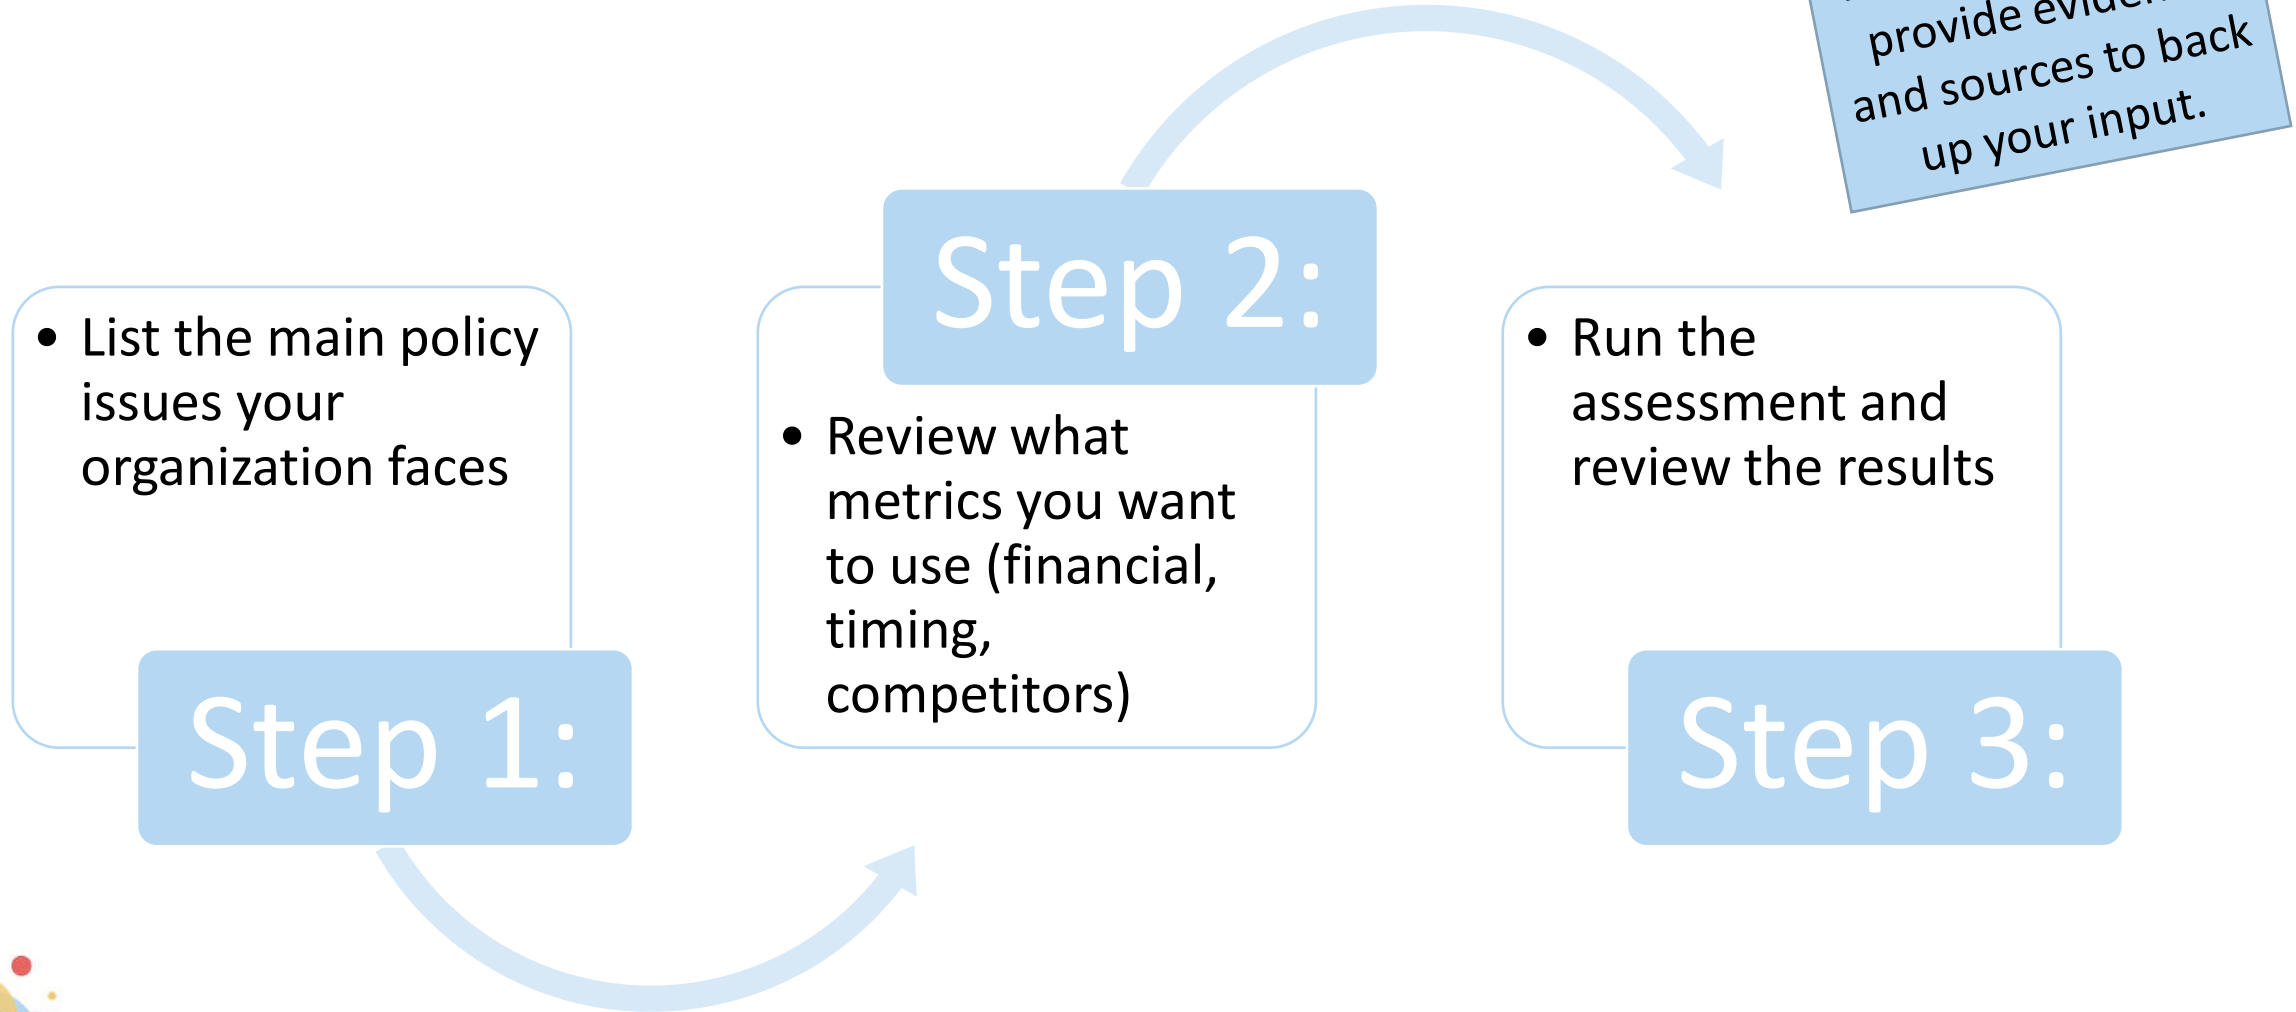 provide
and sources to back
up your input.
Step 1:
• List the main policy
issues your
organization faces
Step 2:
• Review what
metrics you want
to use (financial,
timing,
competitors)
Step 3:
• Run the
assessment and
review the results